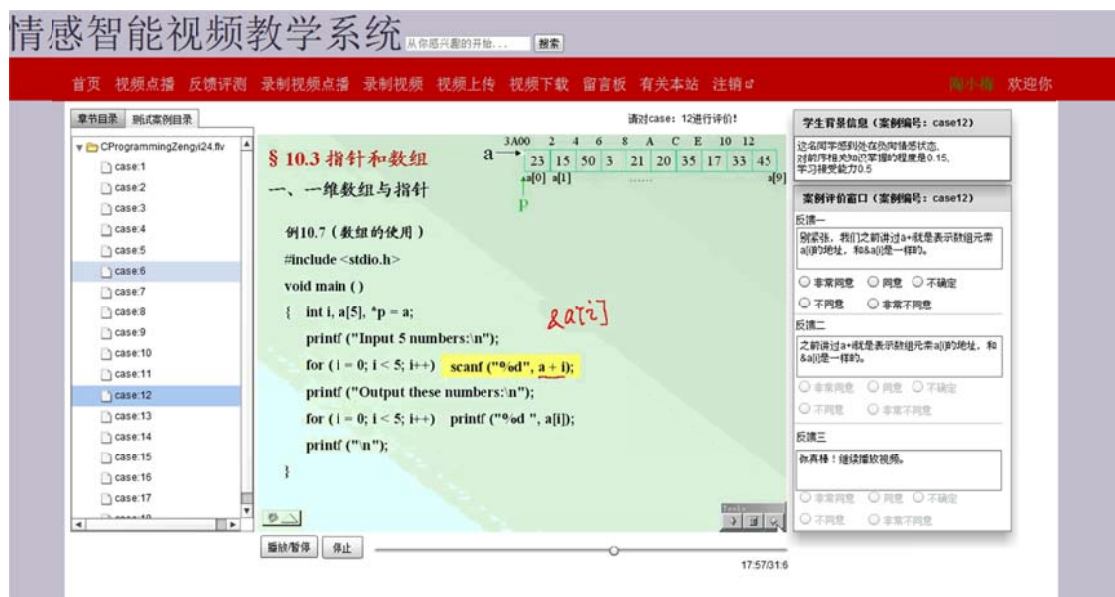 情感智能视频教学系统 从你感兴趣的开始... 搜索
首页 视频点播 反馈评测 录制视频点播 录制视频 视频上传 视频下载 留言板 有关本站 注销 陶小梅 欢迎你
章节目录 测试案例目录
请对case: 12进行评价!
CProgrammingZengyi24.flv
case:1
case:2
case:3
case:4
case:5
case:6
case:7
case:8
case:9
case:10
case:11
case:12
case:13
case:14
case:15
case:16
case:17
§ 10.3 指针和数组
一、一维数组与指针
3A00 2 4 6 8 A C E 10 12
a 23 15 50 3 21 20 35 17 33 45
a[0] a[1] ...... a[9]
p
例10.7 ( 数组的使用 )
#include <stdio.h>
void main ( )
{ int i, a[5], *p = a;
&a[i]
printf ("Input 5 numbers:\n");
for ( i = 0; i < 5; i++) scanf ("%d", a + i);
printf ("Output these numbers:\n");
for ( i = 0; i < 5; i++) printf ("%d ", a[i]);
printf ("\n");
}
Tools
播放/暂停 停止
17:57/31:6
学生背景信息 (案例编号: case12)
这名同学感到处在负向情感状态,
对前序相关知识掌握的程度是0.15,
学习接受能力0.5
案例评价窗口 (案例编号: case12)
反馈一
别紧张, 我们之前讲过a+i就是表示数组元素
a[i]的地址, 和&a[i]是一样的。
非常同意 同意 不确定
不同意 非常不同意
反馈二
之前讲过a+i就是表示数组元素a[i]的地址, 和
&a[i]是一样的。
非常同意 同意 不确定
不同意 非常不同意
反馈三
你真棒!继续播放视频。
非常同意 同意 不确定
不同意 非常不同意